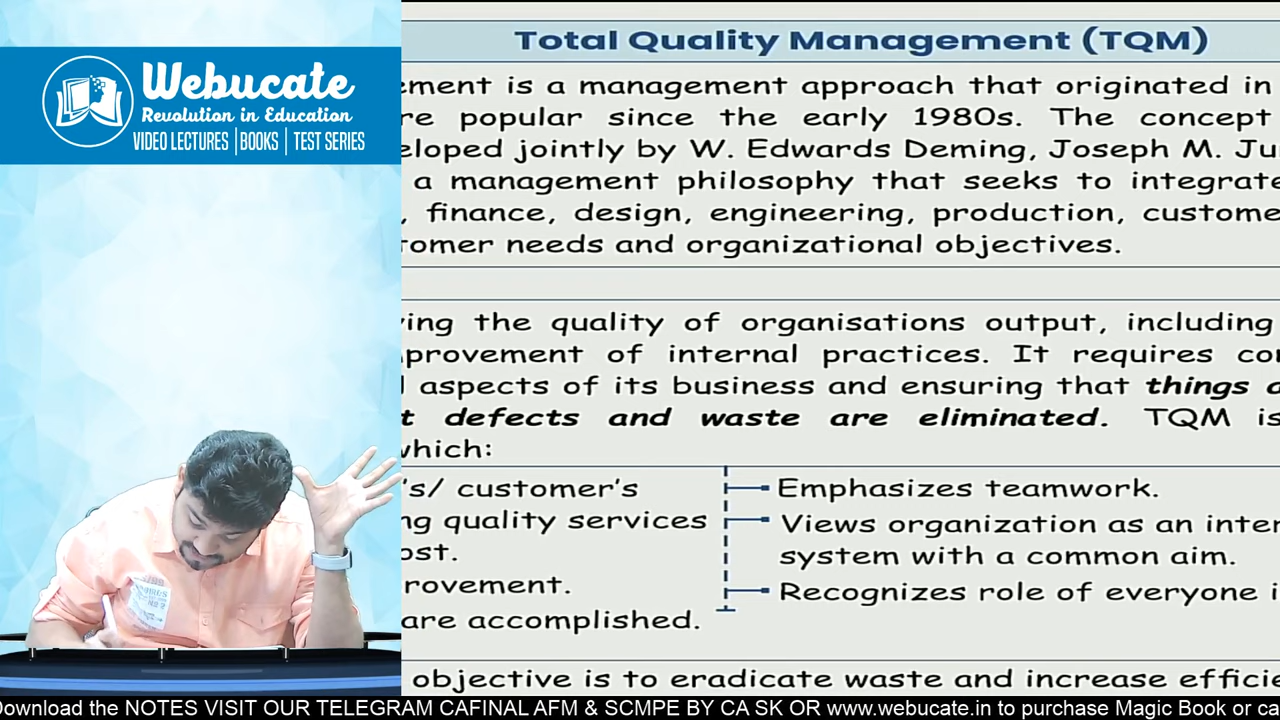 Webucate
Revolution in Education
VIDEO LECTURES | BOOKS | TEST SERIES
Total Quality Management (TQM)
ement is a management approach that originated in
re popular since the early 1980s. The concept
eloped jointly by W. Edwards Deming, Joseph M. Ju
a management philosophy that seeks to integrate
, finance, design, engineering, production, custome
tomer needs and organizational objectives.
ving the quality of organisations output, including
provement of internal practices. It requires co
l aspects of its business and ensuring that things a
t defects and waste are eliminated. TQM is
which:
's/ customer's
ng quality services
ost.
rovement.
are accomplished.
Emphasizes teamwork.
Views organization as an inter
system with a common aim.
Recognizes role of everyone i
objective is to eradicate waste and increase efficie
Download the NOTES VISIT OUR TELEGRAM CAFINAL AFM & SCMPE BY CA SK OR www.webucate.in to purchase Magic Book or ca